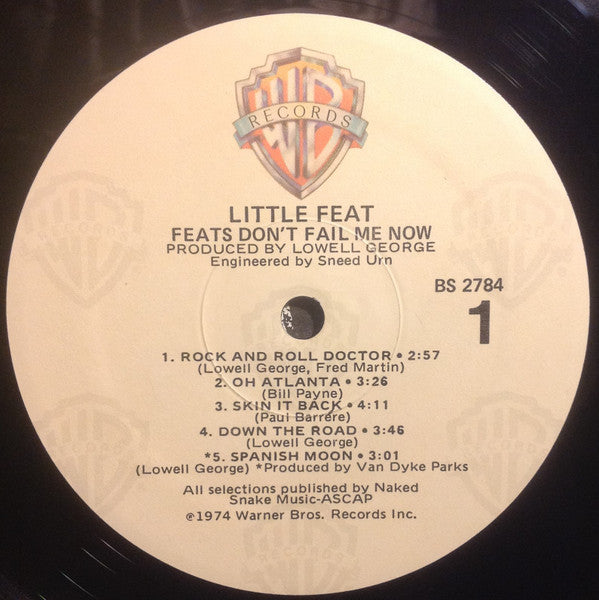 WB
RECORDS
LITTLE FEAT
FEATS DON'T FAIL ME NOW
PRODUCED BY LOWELL GEORGE
Engineered by Sneed Urn
BS 2784
1
1. ROCK AND ROLL DOCTOR • 2:57
(Lowell George, Fred Martin)
2. OH ATLANTA • 3:26
(Bill Payne)
3. SKIN IT BACK • 4:11
(Paul Barrere)
4. DOWN THE ROAD • 3:46
(Lowell George)
*5. SPANISH MOON • 3:01
(Lowell George) *Produced by Van Dyke Parks
All selections published by Naked
Snake Music-ASCAP
℗1974 Warner Bros. Records Inc.